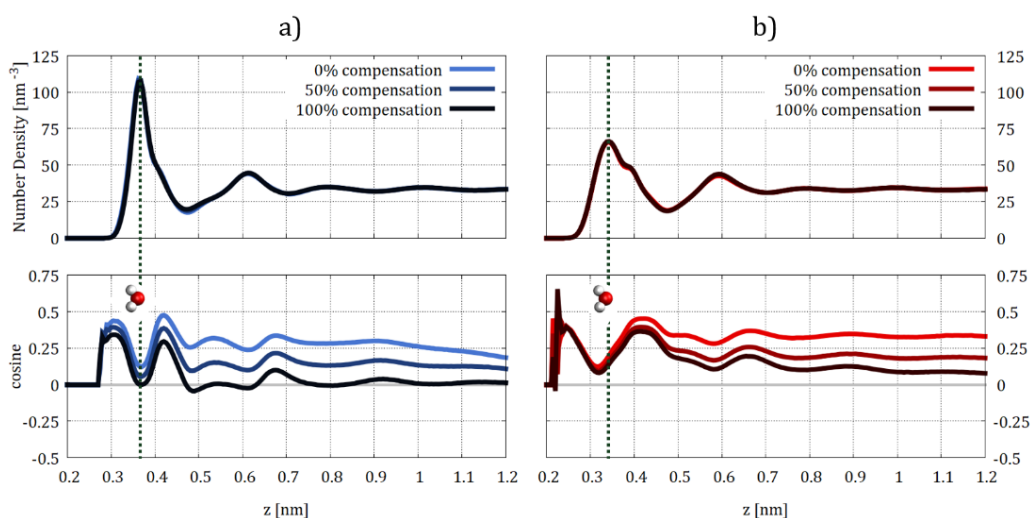 a)
b)
125
100
75
50
25
0
Number Density [nm -3]
0% compensation
50% compensation
100% compensation
0% compensation
50% compensation
100% compensation
125
100
75
50
25
0
0.75
0.5
0.25
0
-0.25
-0.5
cosine
0.75
0.5
0.25
0
-0.25
-0.5
0.2 0.3 0.4 0.5 0.6 0.7 0.8 0.9 1 1.1 1.2
0.2 0.3 0.4 0.5 0.6 0.7 0.8 0.9 1 1.1 1.2
z [nm]
z [nm]